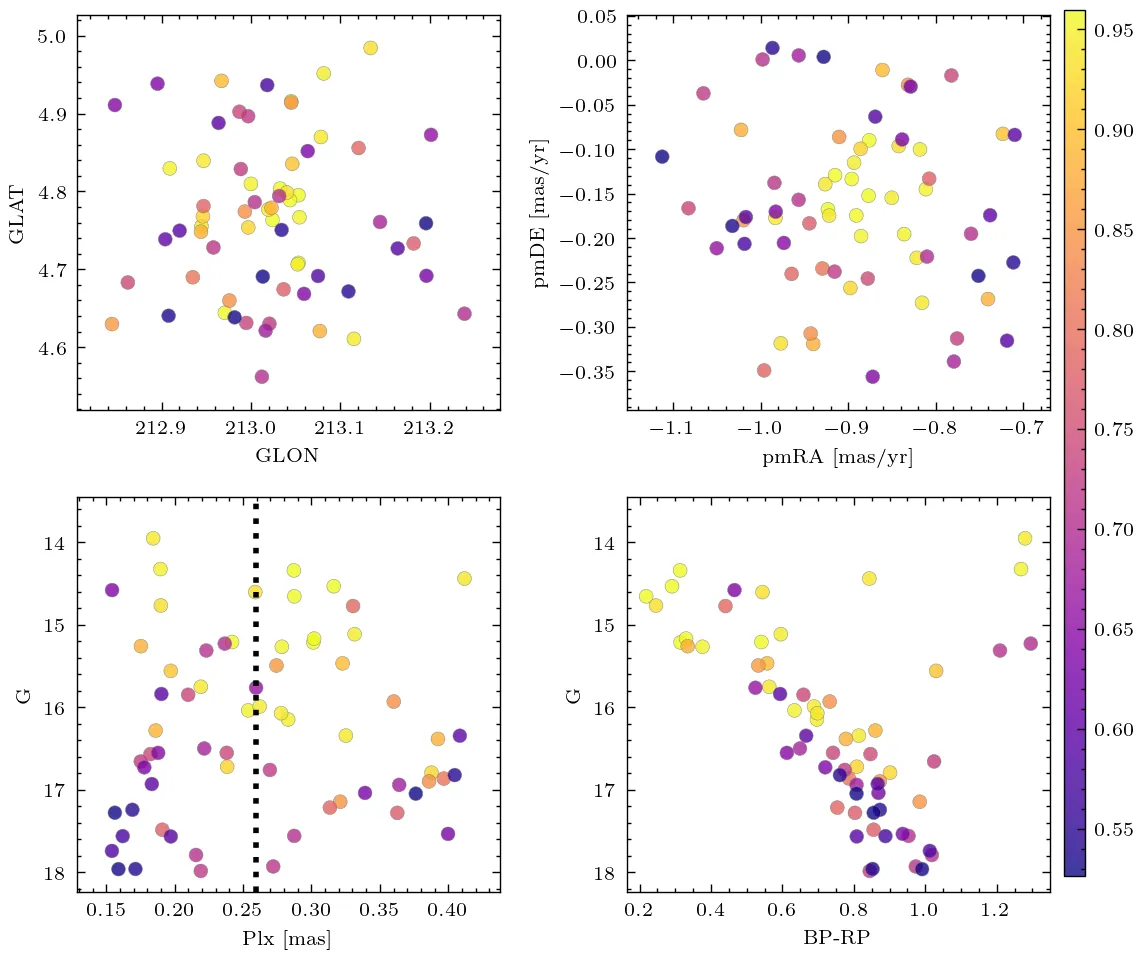 5.0
4.9
4.8
4.7
4.6
GLAT
212.9 213.0 213.1 213.2
GLON
0.05
0.00
−0.05
−0.10
−0.15
−0.20
−0.25
−0.30
−0.35
pmDE [mas/yr]
−1.1 −1.0 −0.9 −0.8 −0.7
pmRA [mas/yr]
14
15
16
17
18
G
0.15 0.20 0.25 0.30 0.35 0.40
Plx [mas]
14
15
16
17
18
G
0.2 0.4 0.6 0.8 1.0 1.2
BP-RP
0.95
0.90
0.85
0.80
0.75
0.70
0.65
0.60
0.55